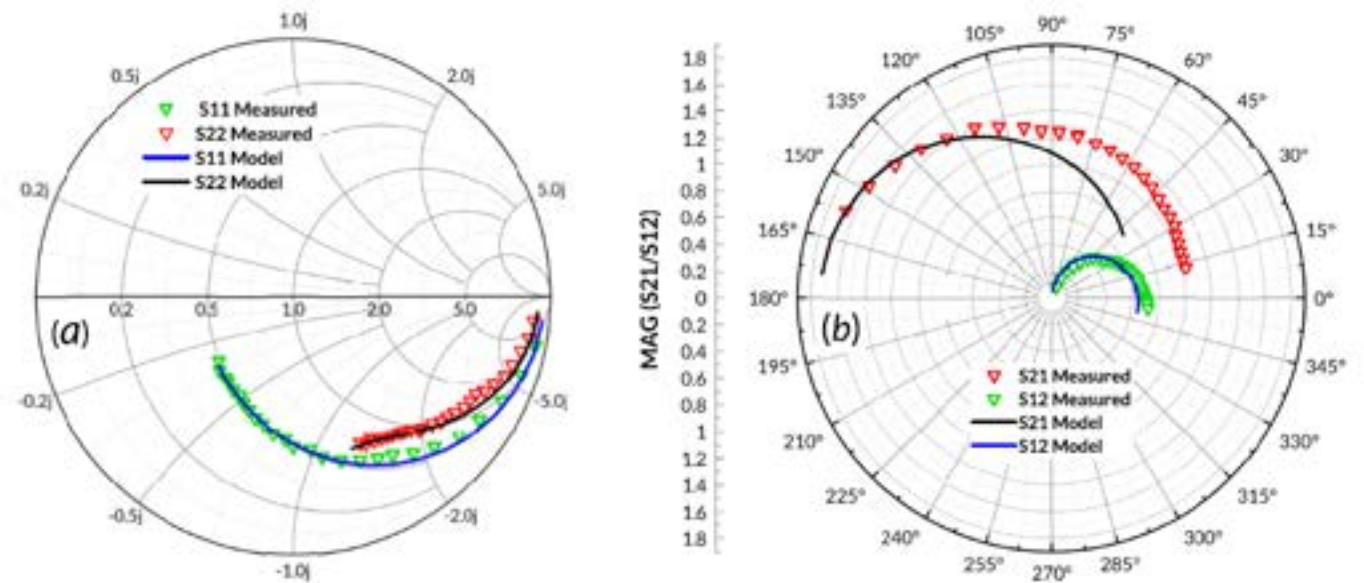 1.0j
0.5j
2.0j
S11 Measured
S22 Measured
S11 Model
S22 Model
0.2j
5.0j
0.2
0.5
1.0
2.0
5.0
(a)
-0.2j
-5.0j
-0.5j
-2.0j
-1.0j
MAG (S21/S12)
1.8
1.6
1.4
1.2
1
0.8
0.6
0.4
0.2
0
0.2
0.4
0.6
0.8
1
1.2
1.4
1.6
1.8
90°
105°
75°
120°
60°
135°
45°
150°
30°
165°
15°
180°
0°
(b)
195°
345°
S21 Measured
S12 Measured
S21 Model
S12 Model
210°
330°
225°
315°
240°
300°
255°
285°
270°